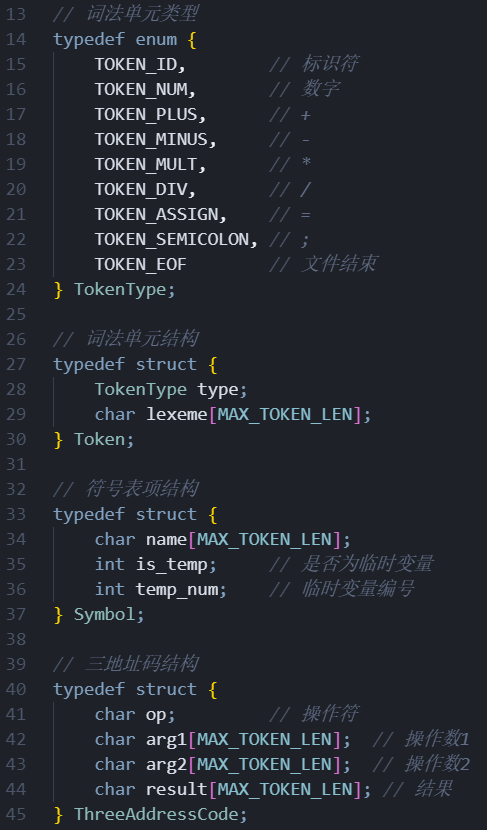 13 // 词法单元类型
14 typedef enum {
15     TOKEN_ID,        // 标识符
16     TOKEN_NUM,       // 数字
17     TOKEN_PLUS,      // +
18     TOKEN_MINUS,     // -
19     TOKEN_MULT,      // *
20     TOKEN_DIV,       // /
21     TOKEN_ASSIGN,    // =
22     TOKEN_SEMICOLON, // ;
23     TOKEN_EOF        // 文件结束
24 } TokenType;
25
26 // 词法单元结构
27 typedef struct {
28     TokenType type;
29     char lexeme[MAX_TOKEN_LEN];
30 } Token;
31
32 // 符号表项结构
33 typedef struct {
34     char name[MAX_TOKEN_LEN];
35     int is_temp;     // 是否为临时变量
36     int temp_num;    // 临时变量编号
37 } Symbol;
38
39 // 三地址码结构
40 typedef struct {
41     char op;         // 操作符
42     char arg1[MAX_TOKEN_LEN];  // 操作数1
43     char arg2[MAX_TOKEN_LEN];  // 操作数2
44     char result[MAX_TOKEN_LEN]; // 结果
45 } ThreeAddressCode;